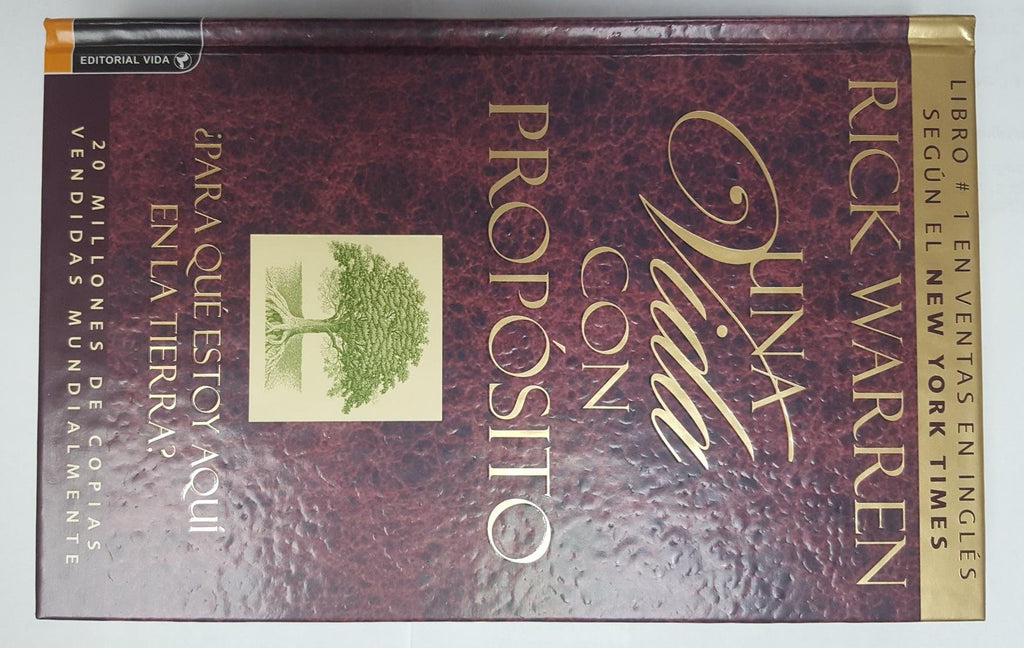 LIBRO # 1 EN VENTAS EN INGLÉS
SEGÚN EL NEW YORK TIMES
RICK WARREN
UNA
Vida
CON
PROPÓSITO
¿PARA QUÉ ESTOY AQUÍ
EN LA TIERRA?
20 MILLONES DE COPIAS
VENDIDAS MUNDIALMENTE
EDITORIAL VIDA